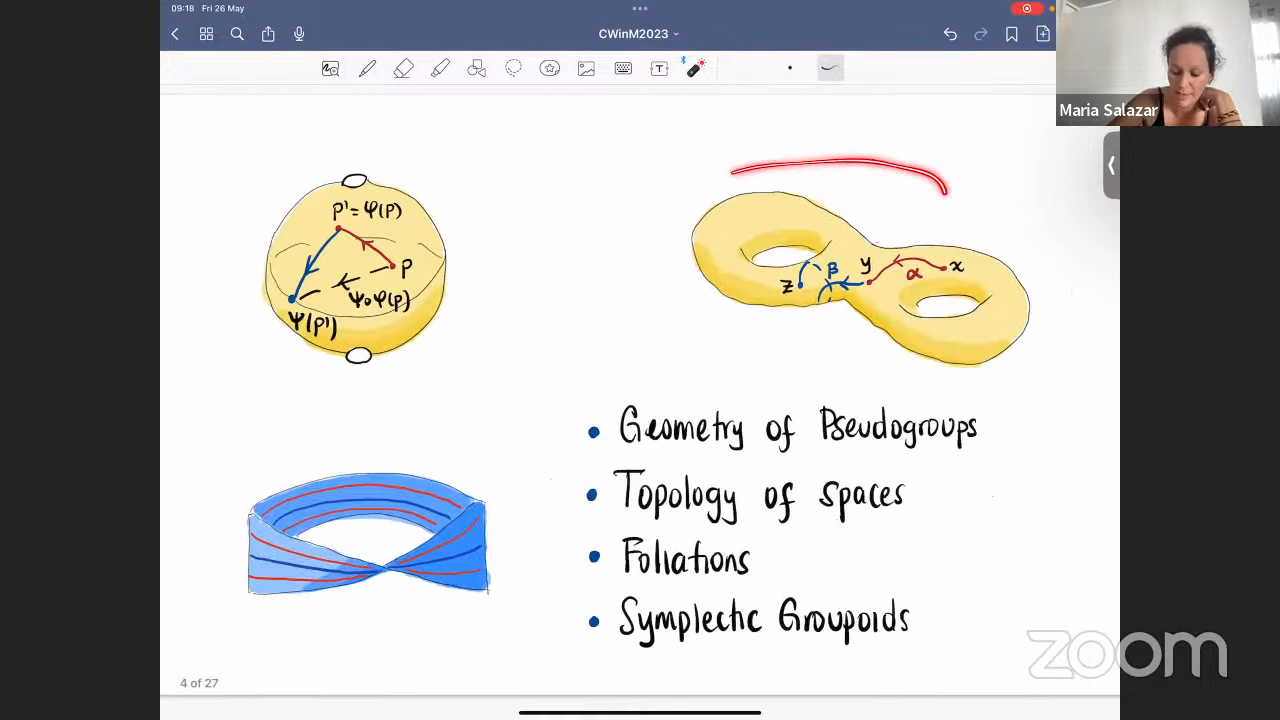 09:18 Fri 26 May
CWinM2023
Maria Salazar
P' = φ(P)
P
ψ∘φ(P)
ψ(P')
x
α
y
β
z
• Geometry of Pseudogroups
• Topology of spaces
• Foliations
• Symplectic Groupoids
zoom
4 of 27